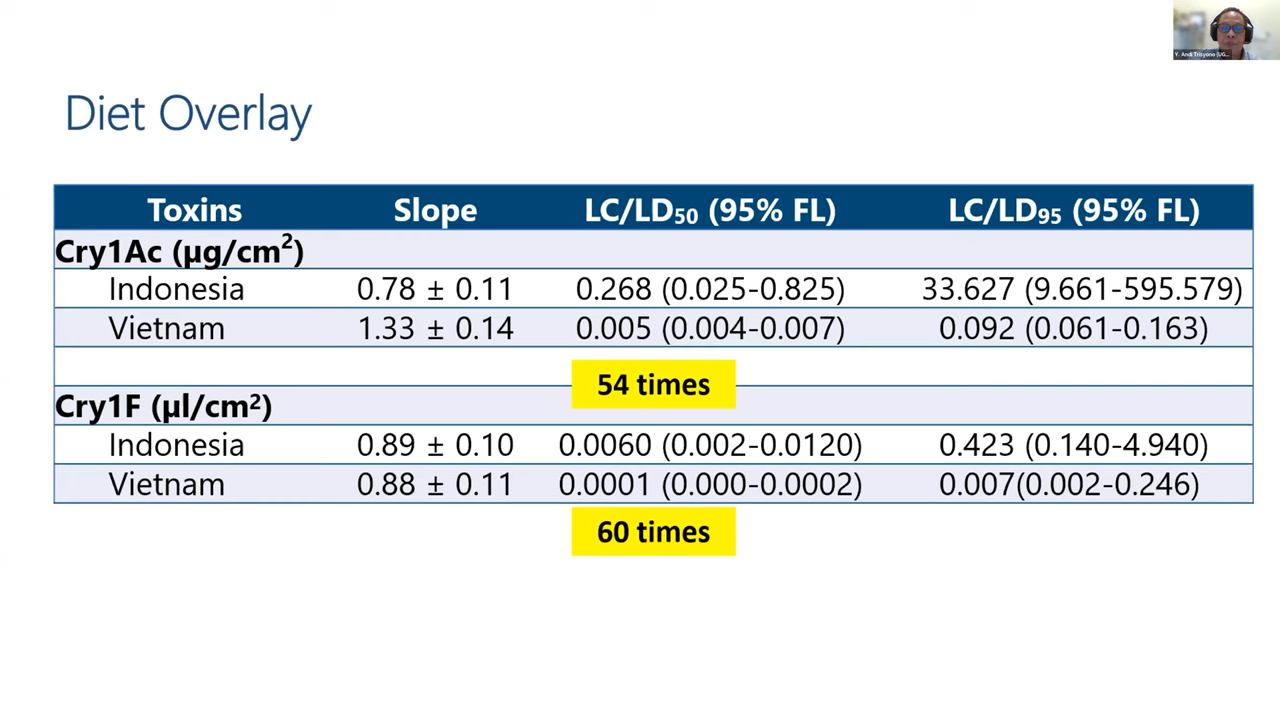 Y. Andi Trisyono (UG...
Diet Overlay
Toxins Slope LC/LD50 (95% FL) LC/LD95 (95% FL)
Cry1Ac (µg/cm2)
Indonesia 0.78 ± 0.11 0.268 (0.025-0.825) 33.627 (9.661-595.579)
Vietnam 1.33 ± 0.14 0.005 (0.004-0.007) 0.092 (0.061-0.163)
54 times
Cry1F (µl/cm2)
Indonesia 0.89 ± 0.10 0.0060 (0.002-0.0120) 0.423 (0.140-4.940)
Vietnam 0.88 ± 0.11 0.0001 (0.000-0.0002) 0.007(0.002-0.246)
60 times